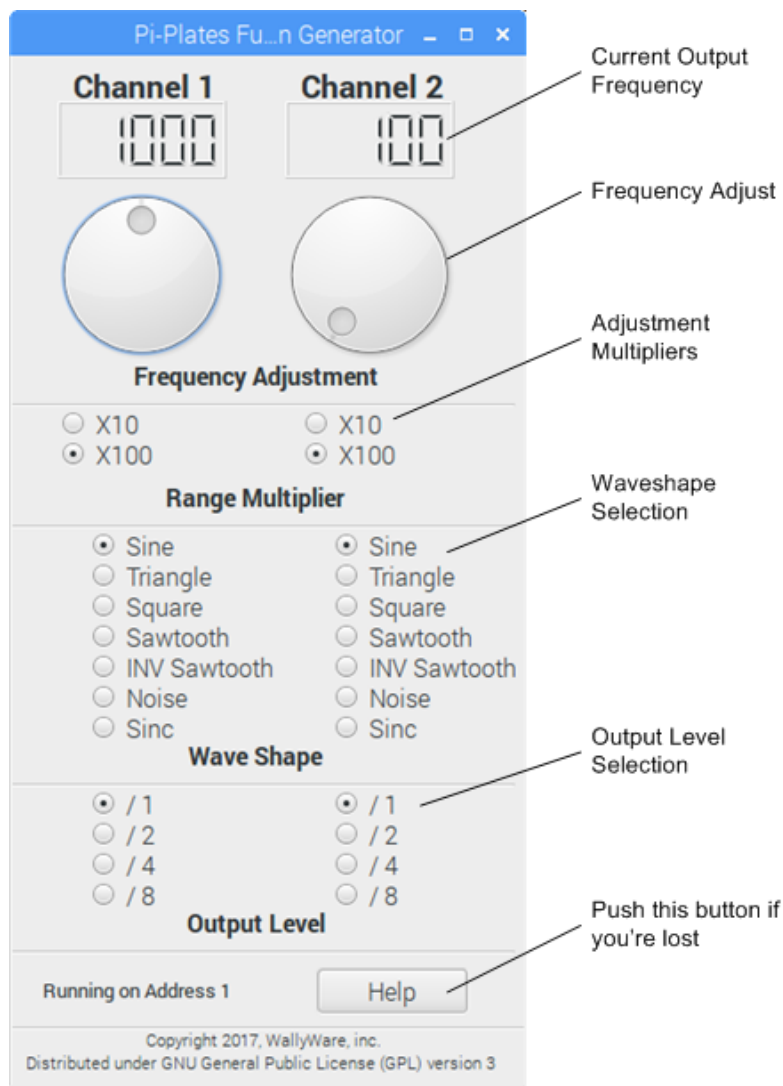 Pi-Plates Fu...n Generator
Channel 1 Channel 2
1000 100
Current Output
Frequency
Frequency Adjust
Frequency Adjustment
Adjustment
Multipliers
X10 X10
X100 X100
Range Multiplier
Waveshape
Selection
Sine Sine
Triangle Triangle
Square Square
Sawtooth Sawtooth
INV Sawtooth INV Sawtooth
Noise Noise
Sinc Sinc
Wave Shape
Output Level
Selection
/ 1 / 1
/ 2 / 2
/ 4 / 4
/ 8 / 8
Output Level
Push this button if
you're lost
Running on Address 1 Help
Copyright 2017, WallyWare, inc.
Distributed under GNU General Public License (GPL) version 3